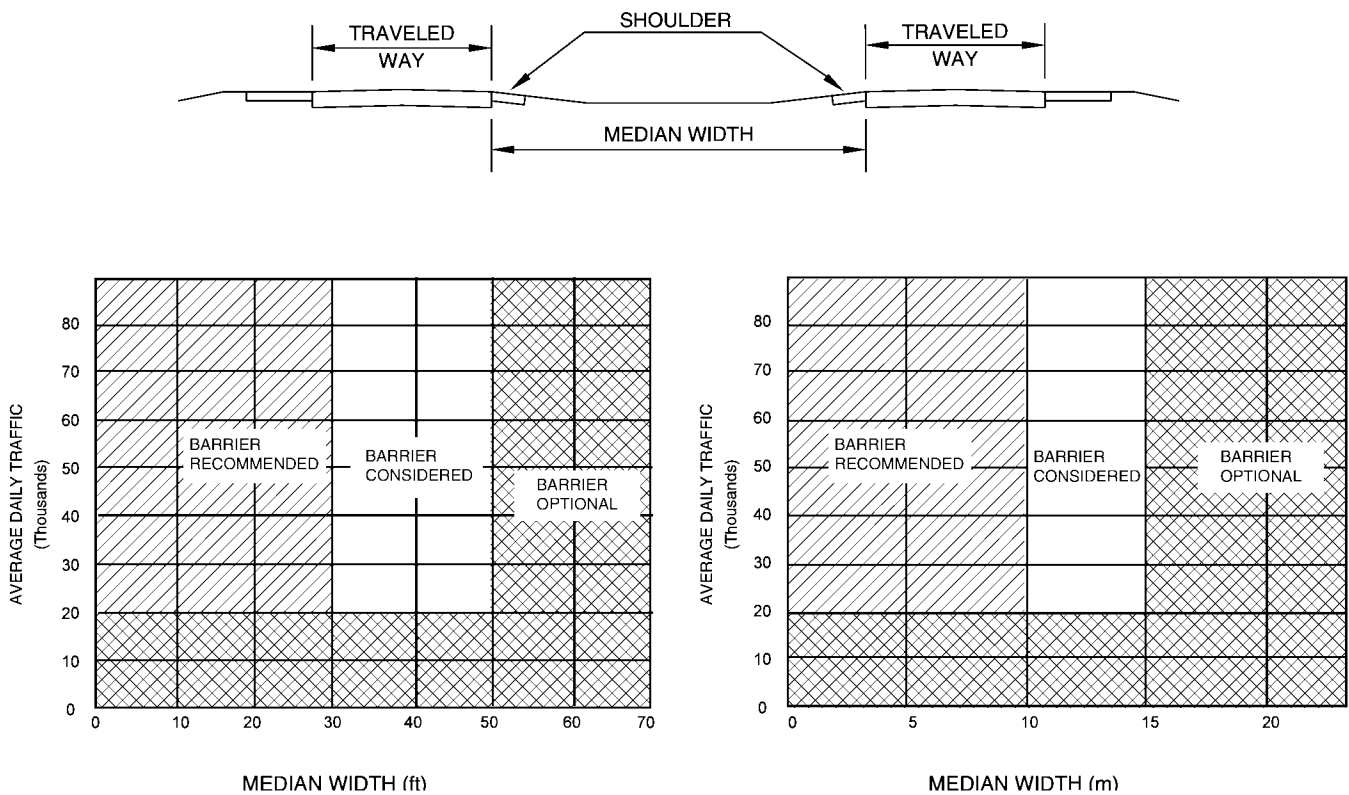 SHOULDER
TRAVELED
WAY
TRAVELED
WAY
MEDIAN WIDTH
AVERAGE DAILY TRAFFIC
(Thousands)
80
70
60
50
40
30
20
10
0
BARRIER
RECOMMENDED
BARRIER
CONSIDERED
BARRIER
OPTIONAL
0 10 20 30 40 50 60 70
MEDIAN WIDTH (ft)
AVERAGE DAILY TRAFFIC
(Thousands)
80
70
60
50
40
30
20
10
0
BARRIER
RECOMMENDED
BARRIER
CONSIDERED
BARRIER
OPTIONAL
0 5 10 15 20
MEDIAN WIDTH (m)